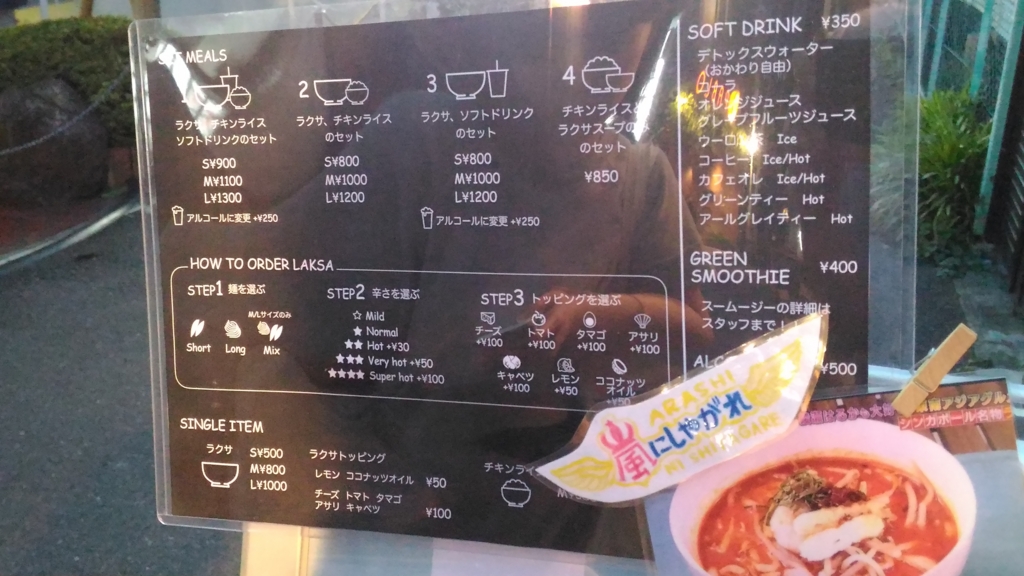 MEALS
ラクサ、チキンライス
ソフトドリンクのセット
S¥900
M¥1100
L¥1300
アルコールに変更 +¥250
2
ラクサ、チキンライス
のセット
S¥800
M¥1000
L¥1200
3
ラクサ、ソフトドリンク
のセット
S¥800
M¥1000
L¥1200
アルコールに変更 +¥250
4
チキンライス
ラクサスープの
のセット
¥850
HOW TO ORDER LAKSA
STEP1 麺を選ぶ
M/Lサイズのみ
Short Long Mix
STEP2 辛さを選ぶ
☆ Mild
★ Normal
★★ Hot +¥30
★★★ Very hot +¥50
★★★★ Super hot +¥100
STEP3 トッピングを選ぶ
チーズ +¥100
トマト +¥100
タマゴ +¥100
アサリ +¥100
キャベツ +¥100
レモン +¥50
ココナッツ
オイル
SINGLE ITEM
ラクサ
S¥500
M¥800
L¥1000
ラクサトッピング
レモン ココナッツオイル ¥50
チーズ トマト タマゴ
アサリ キャベツ ¥100
SOFT DRINK ¥350
デトックスウォーター
(おかわり自由)
グレープフルーツジュース
Ice
コーヒー Ice/Hot
カフェオレ Ice/Hot
グリーンティー Hot
アールグレイティー Hot
GREEN
SMOOTHIE ¥400
スムージーの詳細は
スタッフまで！
¥500
ARASHI
嵐にしやがれ
NI SHIYAGARE
シンガポール名物